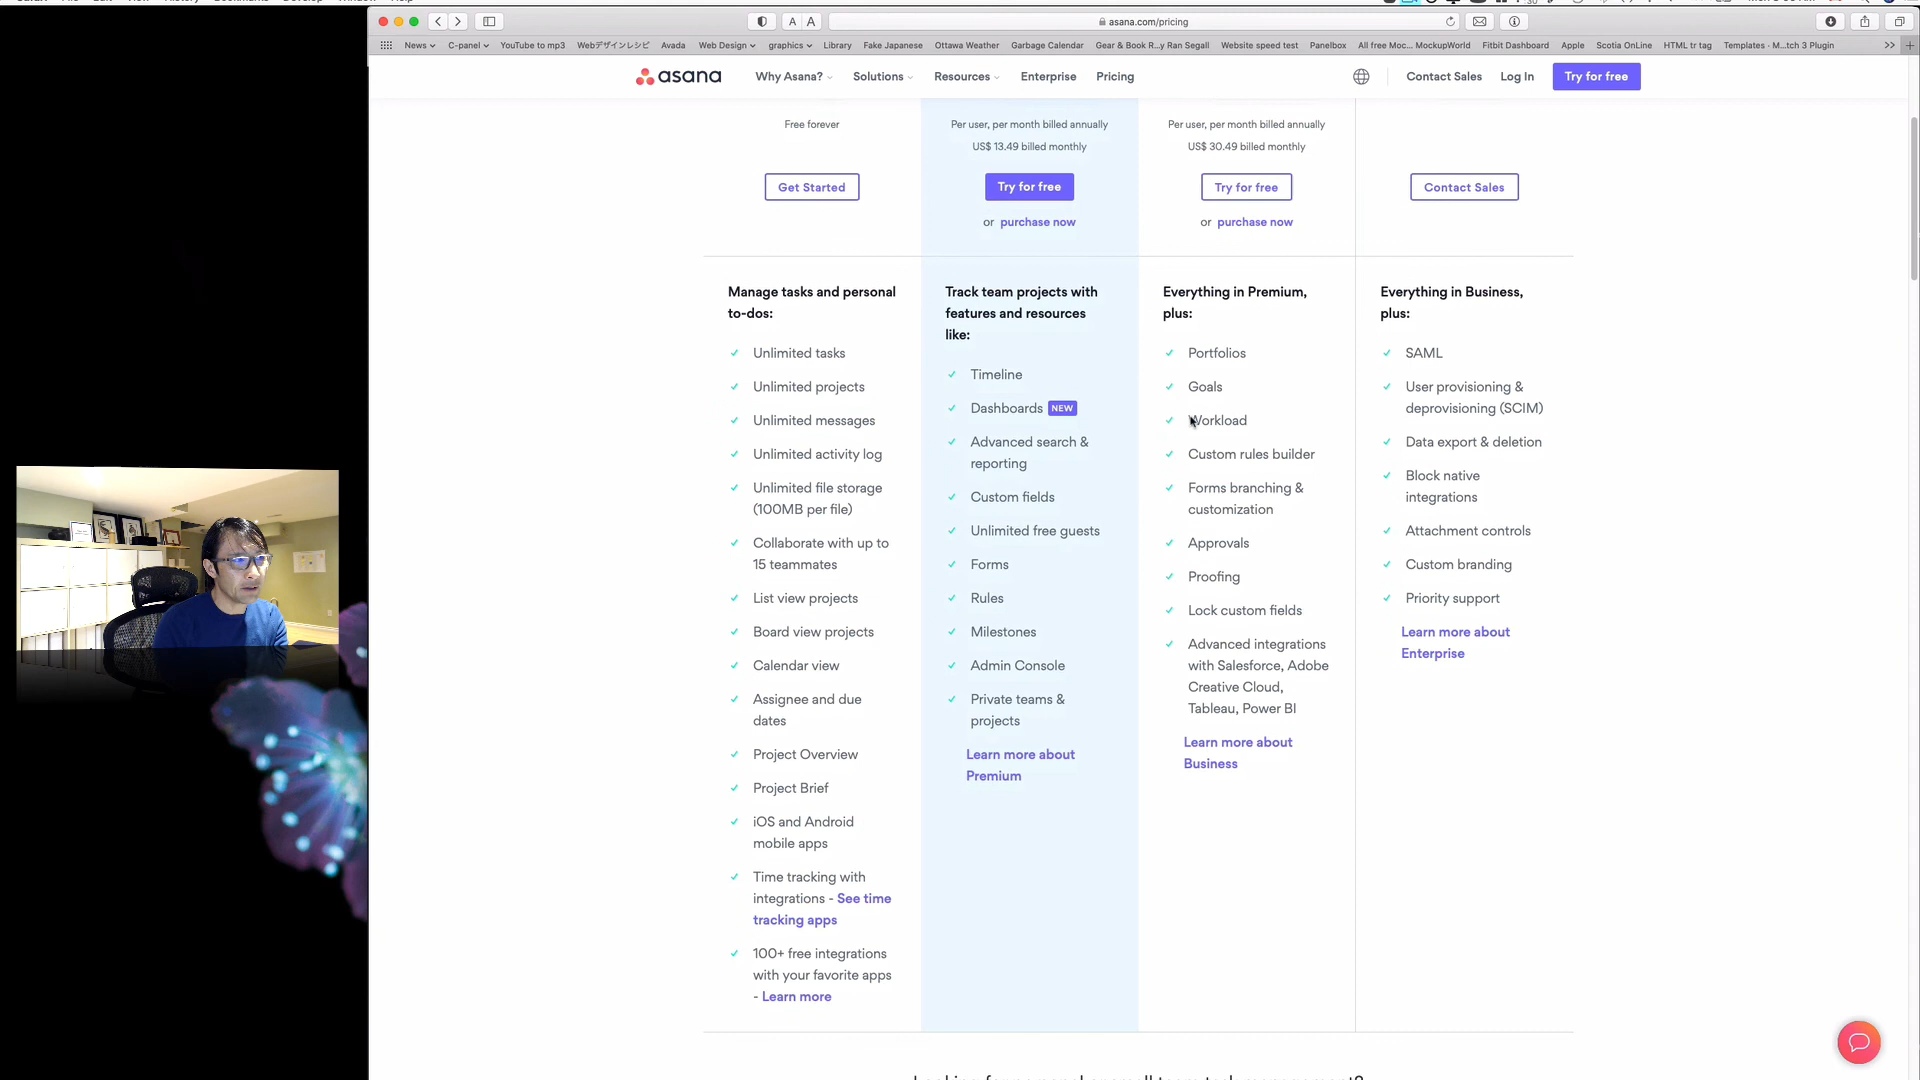 asana.com/pricing
A A
News
C-panel
YouTube to mp3
Webデザインレシピ
Avada
Web Design
graphics
Library
Fake Japanese
Ottawa Weather
Garbage Calendar
Gear & Book R...y Ran Segall
Website speed test
Panelbox
All free Moc... MockupWorld
Fitbit Dashboard
Apple
Scotia OnLine
HTML tr tag
Templates - M...tch 3 Plugin
asana
Why Asana?
Solutions
Resources
Enterprise
Pricing
Contact Sales
Log In
Try for free
Free forever
Get Started
Manage tasks and personal
to-dos:
Unlimited tasks
Unlimited projects
Unlimited messages
Unlimited activity log
Unlimited file storage
(100MB per file)
Collaborate with up to
15 teammates
List view projects
Board view projects
Calendar view
Assignee and due
dates
Project Overview
Project Brief
iOS and Android
mobile apps
Time tracking with
integrations - See time
tracking apps
100+ free integrations
with your favorite apps
- Learn more
Per user, per month billed annually
US$ 13.49 billed monthly
Try for free
or purchase now
Track team projects with
features and resources
like:
Timeline
Dashboards NEW
Advanced search &
reporting
Custom fields
Unlimited free guests
Forms
Rules
Milestones
Admin Console
Private teams &
projects
Learn more about
Premium
Per user, per month billed annually
US$ 30.49 billed monthly
Try for free
or purchase now
Everything in Premium,
plus:
Portfolios
Goals
Workload
Custom rules builder
Forms branching &
customization
Approvals
Proofing
Lock custom fields
Advanced integrations
with Salesforce, Adobe
Creative Cloud,
Tableau, Power BI
Learn more about
Business
Contact Sales
Everything in Business,
plus:
SAML
User provisioning &
deprovisioning (SCIM)
Data export & deletion
Block native
integrations
Attachment controls
Custom branding
Priority support
Learn more about
Enterprise